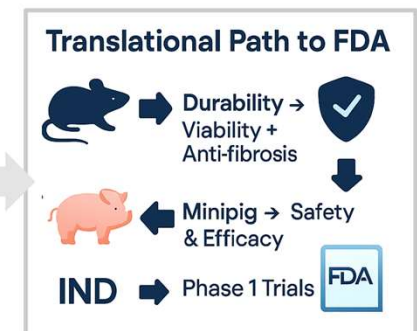 Translational Path to FDA
Durability →
Viability +
Anti-fibrosis
Minipig → Safety
& Efficacy
IND
Phase 1 Trials
FDA